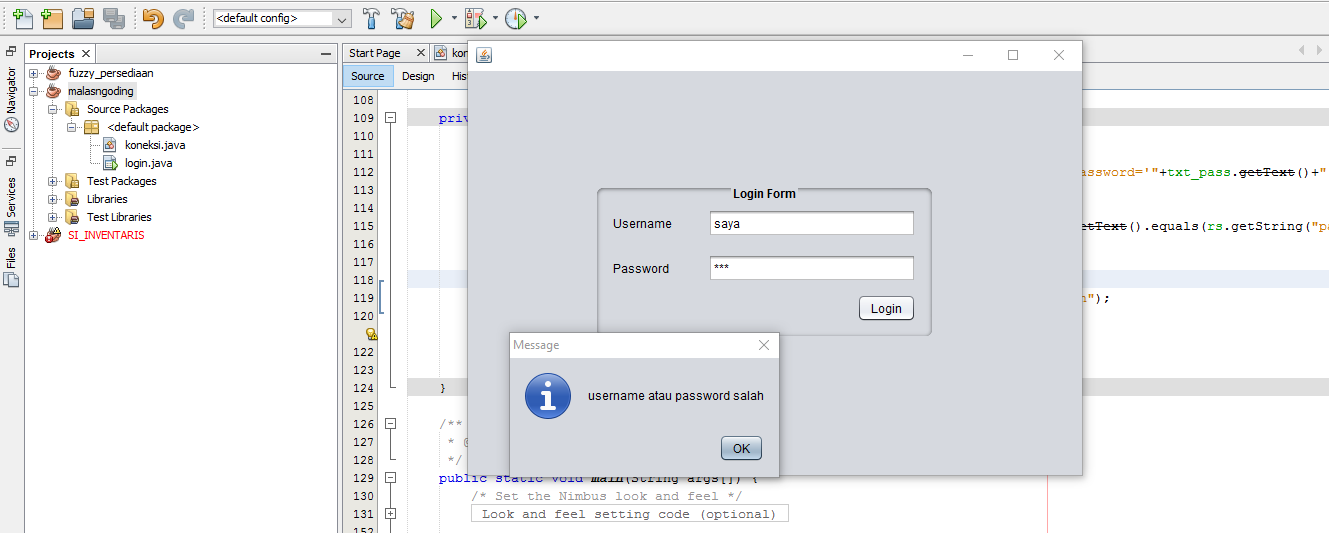 <default config>
Projects
Start Page
kon
Source
Design
His
Navigator
Services
Files
fuzzy_persediaan
malasngoding
Source Packages
<default package>
koneksi.java
login.java
Test Packages
Libraries
Test Libraries
SI_INVENTARIS
108
109 priv
110
111
112 assword='"+txt_pass.getText()+"
113
114
115 etText().equals(rs.getString("pa
116
117
118
119 n");
120
122
123
124 }
125
126 /**
127 * @
128 */
129 public static void main(String args[]) {
130 /* Set the Nimbus look and feel */
131 Look and feel setting code (optional)
152
Login Form
Username saya
Password ***
Login
Message
username atau password salah
OK